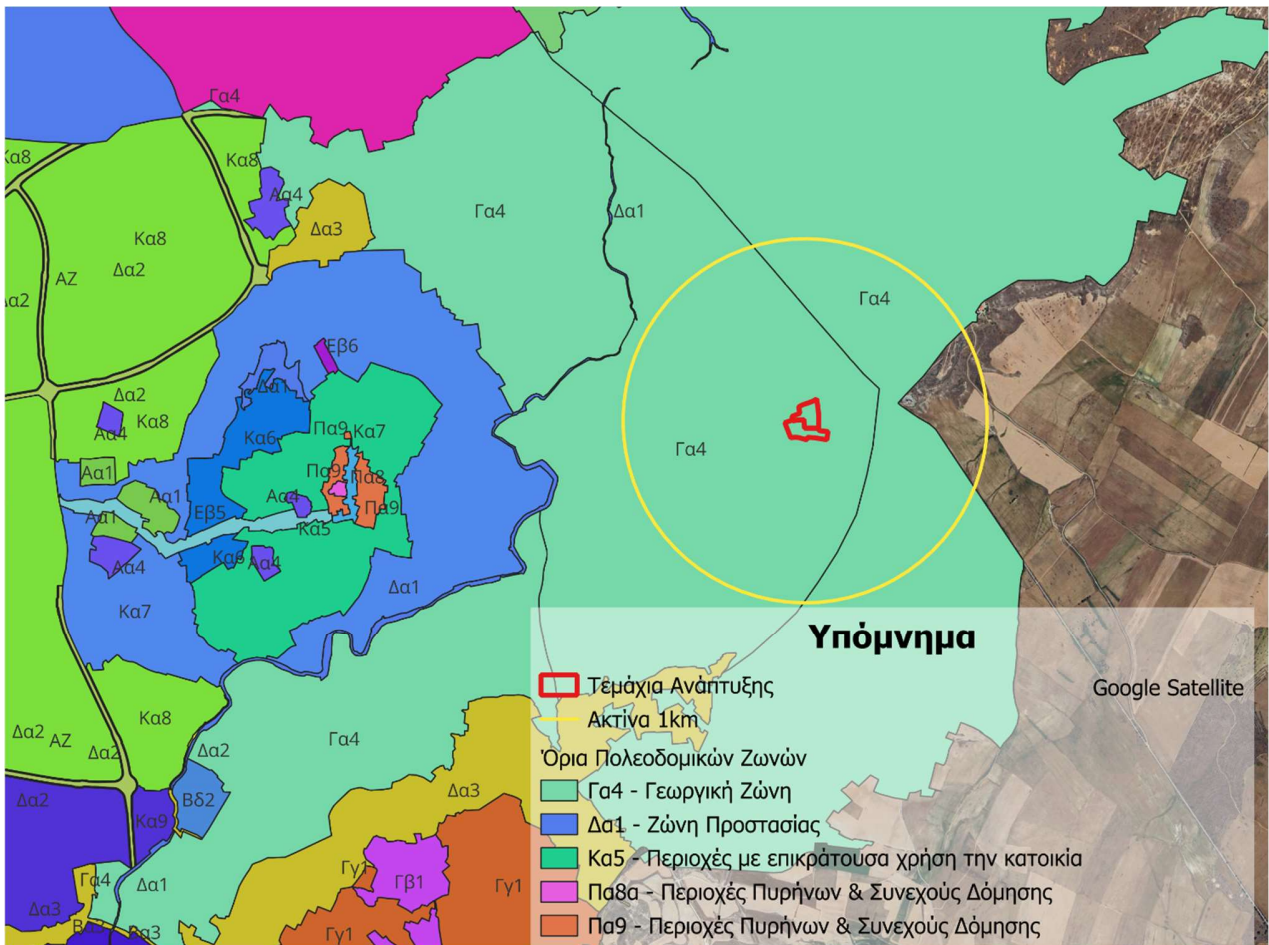 Γα4
Κα8
Κα8
Αα4
Δα3
Γα4
Δα1
Κα8
Δα2
ΑΖ
Γα4
Εβ6
Δα1
Δα2
Κα8
Αα4
Πα9
Κα7
Κα6
Γα4
Αα1
Πα9
Πα8
Αα1
Αα4
Εβ5
Πα9
Αα1
Κα5
Κα6
Αα4
Αα4
Κα7
Δα1
Κα8
Δα2
ΑΖ
Δα2
Δα2
Γα4
Δα2
Κα9
Βδ2
Δα3
Γα4
Δα1
Γγ1
Γβ1
Γγ1
Δα3
Γγ1
Υπόμνημα
Τεμάχια Ανάπτυξης
Google Satellite
Ακτίνα 1km
Όρια Πολεοδομικών Ζωνών
Γα4 - Γεωργική Ζώνη
Δα1 - Ζώνη Προστασίας
Κα5 - Περιοχές με επικράτουσα χρήση την κατοικία
Πα8α - Περιοχές Πυρήνων & Συνεχούς Δόμησης
Πα9 - Περιοχές Πυρήνων & Συνεχούς Δόμησης